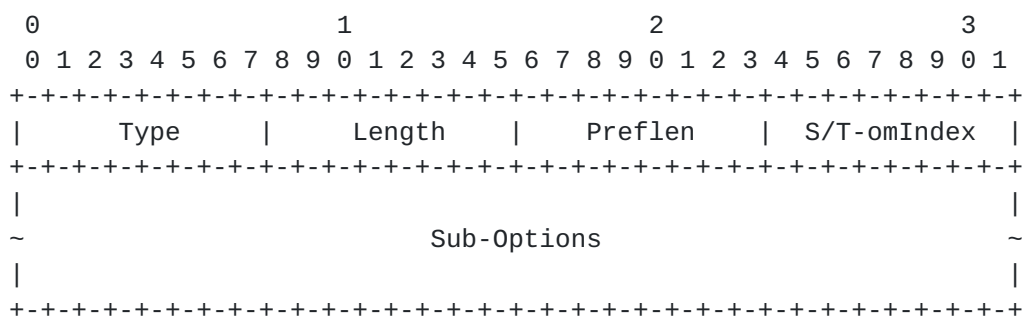 0                   1                   2                   3
 0 1 2 3 4 5 6 7 8 9 0 1 2 3 4 5 6 7 8 9 0 1 2 3 4 5 6 7 8 9 0 1
+-+-+-+-+-+-+-+-+-+-+-+-+-+-+-+-+-+-+-+-+-+-+-+-+-+-+-+-+-+-+-+-+
|      Type     |     Length    |    Preflen    |  S/T-omIndex  |
+-+-+-+-+-+-+-+-+-+-+-+-+-+-+-+-+-+-+-+-+-+-+-+-+-+-+-+-+-+-+-+-+
|                                                               |
~                          Sub-Options                          ~
|                                                               |
+-+-+-+-+-+-+-+-+-+-+-+-+-+-+-+-+-+-+-+-+-+-+-+-+-+-+-+-+-+-+-+-+